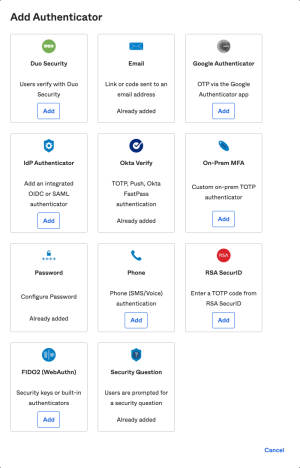 Add Authenticator
Duo Security
Users verify with Duo
Security
Add
Email
Link or code sent to an
email address
Already added
Google Authenticator
OTP via the Google
Authenticator app
Add
IdP Authenticator
Add an integrated
OIDC or SAML
authenticator
Add
Okta Verify
TOTP, Push, Okta
FastPass
authentication
Already added
On-Prem MFA
Custom on-prem TOTP
authenticator
Add
Password
Configure Password
Already added
Phone
Phone (SMS/Voice)
authentication
Add
RSA
RSA SecurID
Enter a TOTP code from
RSA SecurID
Add
FIDO2 (WebAuthn)
Security keys or built-in
authenticators
Add
Security Question
Users are prompted for
a security question
Already added
Cancel